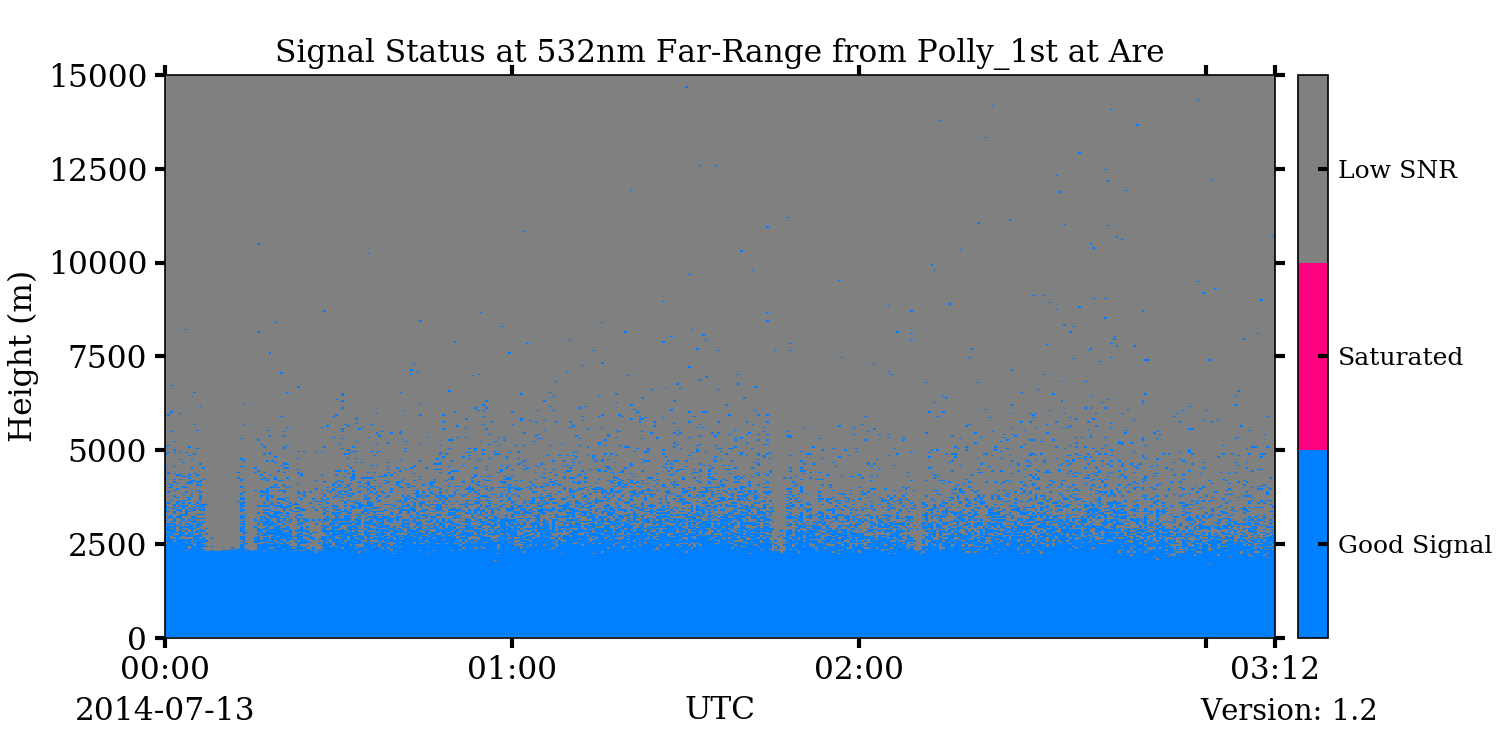 Signal Status at 532nm Far-Range from Polly_1st at Are
15000
12500
10000
7500
5000
2500
0
Height (m)
00:00
01:00
02:00
03:12
2014-07-13
UTC
Version: 1.2
Low SNR
Saturated
Good Signal